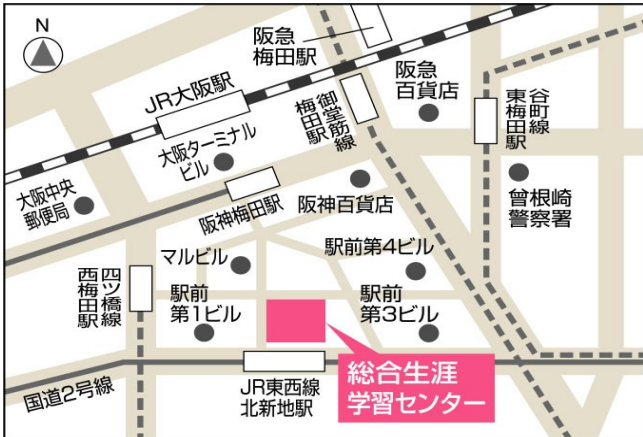 N
阪急
梅田駅
JR大阪駅
阪急
百貨店
御堂筋線
梅田駅
谷町線
東梅田駅
大阪ターミナル
ビル
大阪中央
郵便局
阪神梅田駅
阪神百貨店
曾根崎
警察署
マルビル
駅前第4ビル
四ツ橋線
西梅田駅
駅前
第1ビル
駅前
第3ビル
国道2号線
JR東西線
北新地駅
総合生涯
学習センター